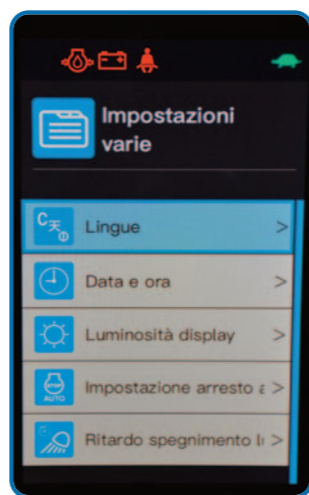 Impostazioni
varie
Lingue >
Data e ora >
Luminosità display >
Impostazione arresto a >
Ritardo spegnimento l >